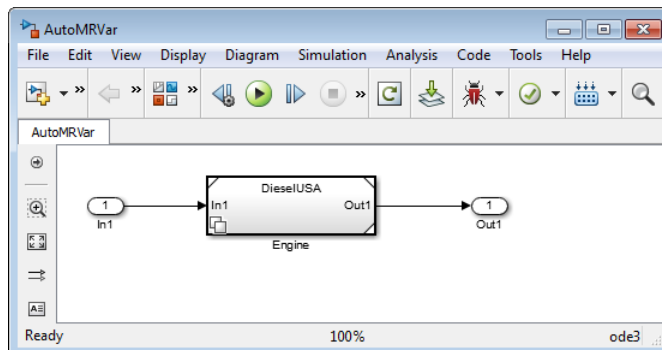 AutoMRVar
File Edit View Display Diagram Simulation Analysis Code Tools Help
AutoMRVar
DieselUSA
1 In1 Out1 1
In1 Out1
Engine
Ready 100% ode3